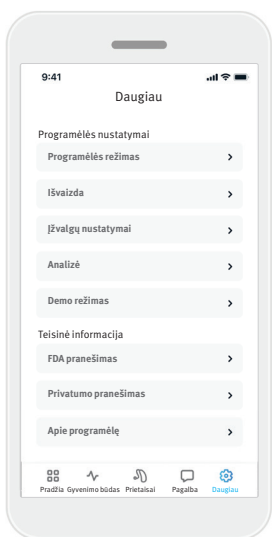 9:41
Daugiau
Programėlės nustatymai
Programėlės režimas
Išvaizda
Įžvalgų nustatymai
Analizė
Demo režimas
Teisinė informacija
FDA pranešimas
Privatumo pranešimas
Apie programėlę
Pradžia Gyvenimo būdas Prietaisai Pagalba Daugiau